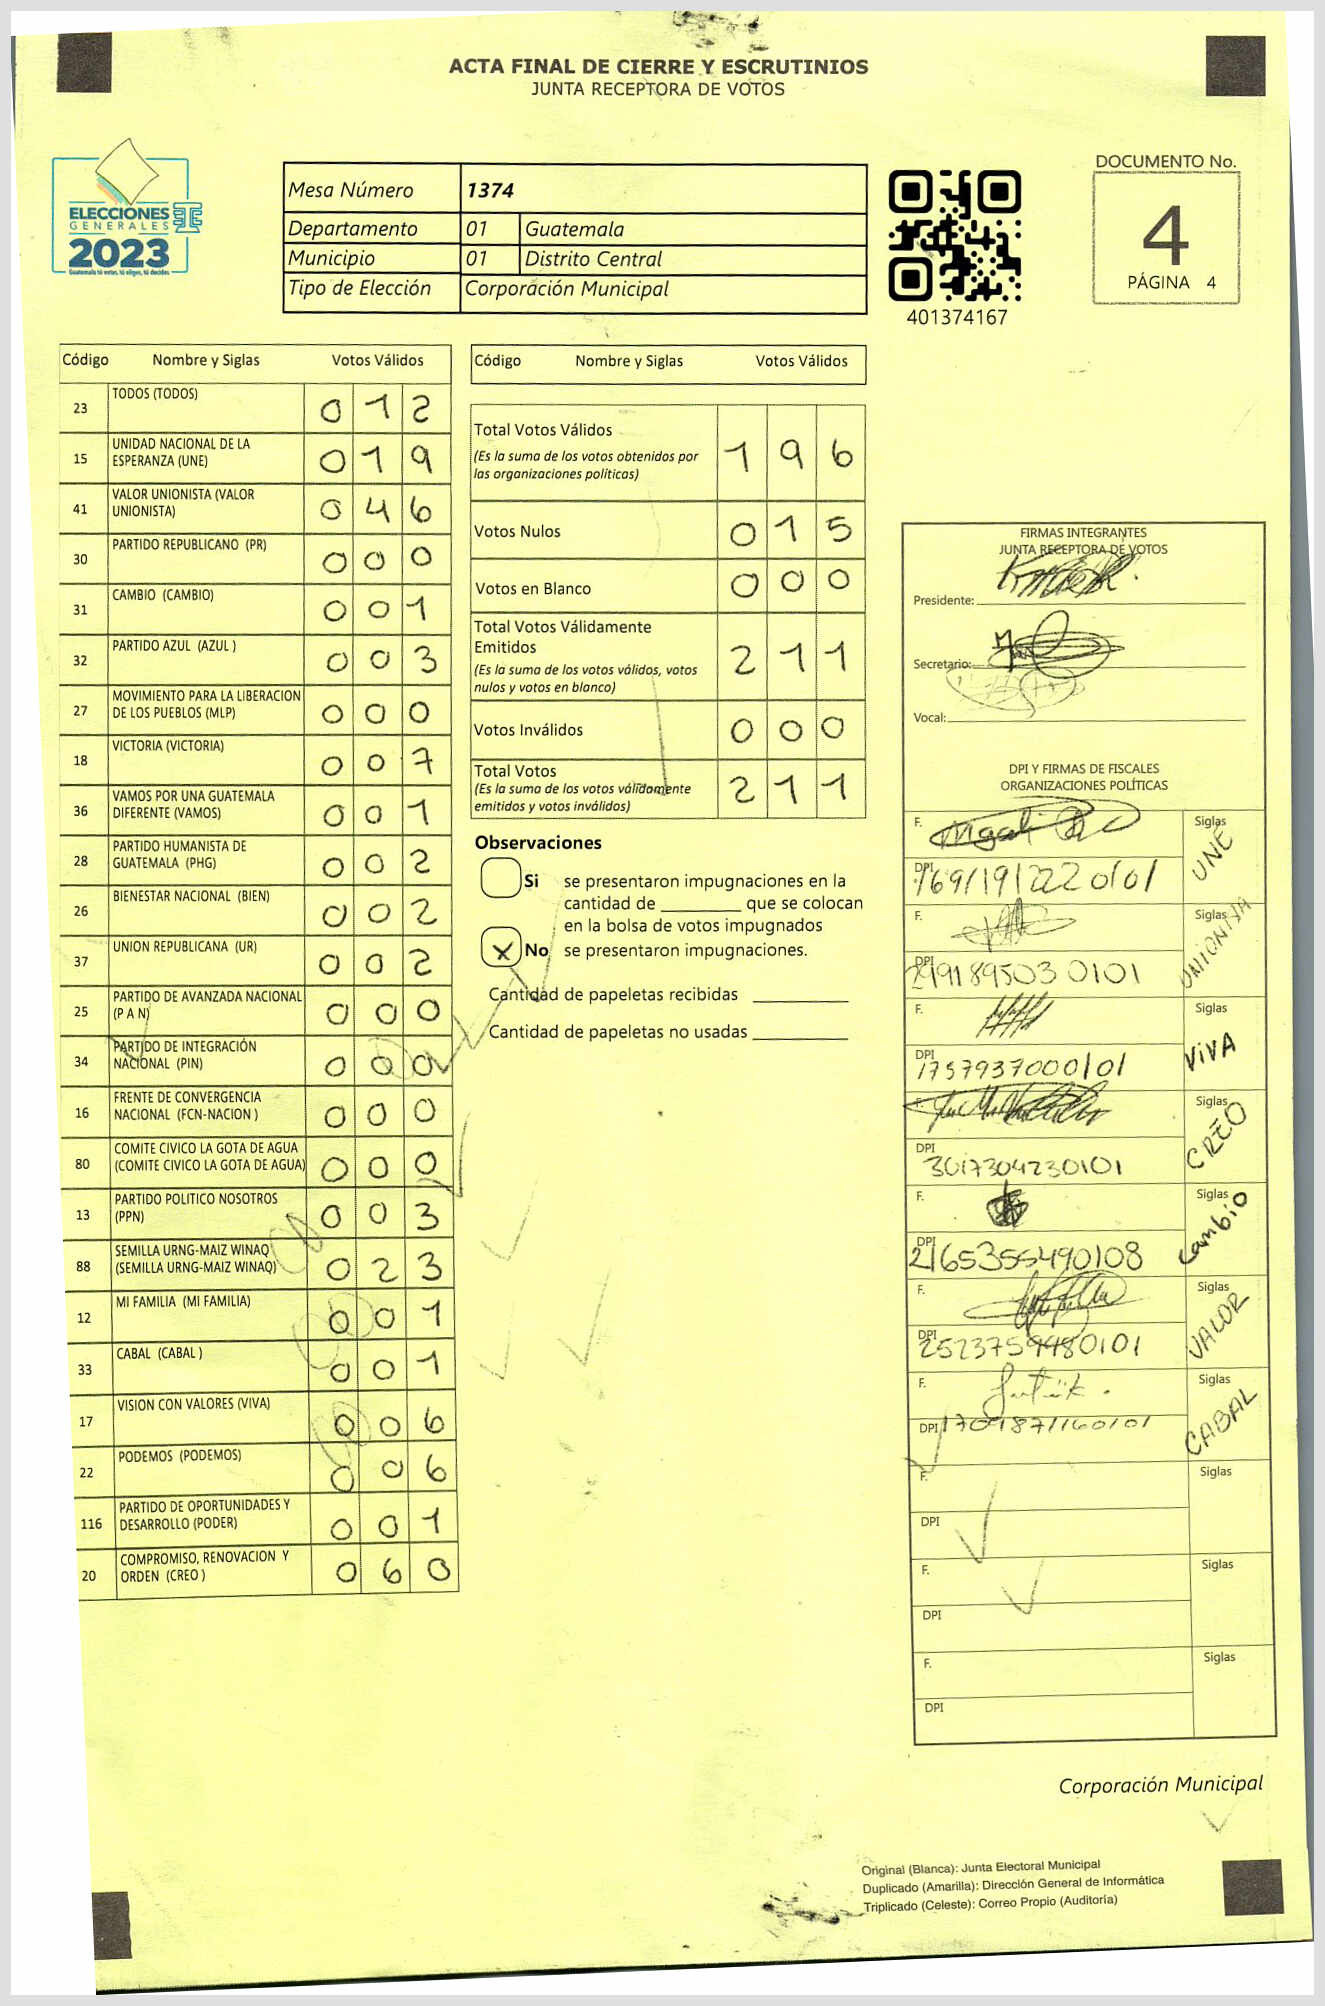 ACTA FINAL DE CIERRE Y ESCRUTINIOS
JUNTA RECEPTORA DE VOTOS
ELECCIONES
GENERALES
2023
Guatemala tú votas, tú eliges, tú decides
Mesa Número 1374
Departamento 01 Guatemala
Municipio 01 Distrito Central
Tipo de Elección Corporación Municipal
401374167
DOCUMENTO No.
4
PÁGINA 4
Código Nombre y Siglas Votos Válidos
23 TODOS (TODOS) 0 1 2
15 UNIDAD NACIONAL DE LA
ESPERANZA (UNE) 0 1 9
41 VALOR UNIONISTA (VALOR
UNIONISTA) 0 4 6
30 PARTIDO REPUBLICANO (PR) 0 0 0
31 CAMBIO (CAMBIO) 0 0 1
32 PARTIDO AZUL (AZUL ) 0 0 3
27 MOVIMIENTO PARA LA LIBERACION
DE LOS PUEBLOS (MLP) 0 0 0
18 VICTORIA (VICTORIA) 0 0 7
36 VAMOS POR UNA GUATEMALA
DIFERENTE (VAMOS) 0 0 1
28 PARTIDO HUMANISTA DE
GUATEMALA (PHG) 0 0 2
26 BIENESTAR NACIONAL (BIEN) 0 0 2
37 UNION REPUBLICANA (UR) 0 0 2
25 PARTIDO DE AVANZADA NACIONAL
(P A N) 0 0 0
34 PARTIDO DE INTEGRACIÓN
NACIONAL (PIN) 0 0 0
16 FRENTE DE CONVERGENCIA
NACIONAL (FCN-NACION ) 0 0 0
80 COMITE CIVICO LA GOTA DE AGUA
(COMITE CIVICO LA GOTA DE AGUA) 0 0 0
13 PARTIDO POLITICO NOSOTROS
(PPN) 0 0 3
88 SEMILLA URNG-MAIZ WINAQ
(SEMILLA URNG-MAIZ WINAQ) 0 2 3
12 MI FAMILIA (MI FAMILIA) 0 0 1
33 CABAL (CABAL ) 0 0 1
17 VISION CON VALORES (VIVA) 0 0 6
22 PODEMOS (PODEMOS) 0 0 6
116 PARTIDO DE OPORTUNIDADES Y
DESARROLLO (PODER) 0 0 1
20 COMPROMISO, RENOVACION Y
ORDEN (CREO ) 0 6 0
Código Nombre y Siglas Votos Válidos
Total Votos Válidos 1 9 6
(Es la suma de los votos obtenidos por
las organizaciones políticas)
Votos Nulos 0 1 5
Votos en Blanco 0 0 0
Total Votos Válidamente
Emitidos 2 1 1
(Es la suma de los votos válidos, votos
nulos y votos en blanco)
Votos Inválidos 0 0 0
Total Votos 2 1 1
(Es la suma de los votos válidamente
emitidos y votos inválidos)
Observaciones
Si se presentaron impugnaciones en la
cantidad de ________ que se colocan
en la bolsa de votos impugnados
X No se presentaron impugnaciones.
Cantidad de papeletas recibidas ________
Cantidad de papeletas no usadas ________
FIRMAS INTEGRANTES
JUNTA RECEPTORA DE VOTOS
Presidente:
Secretario:
Vocal:
DPI Y FIRMAS DE FISCALES
ORGANIZACIONES POLÍTICAS
F. Siglas UNE
DPI 1691912220101
F. Siglas UNIONISTA
DPI 2991895030101
F. Siglas VIVA
DPI 1757937000101
F. Siglas CREO
DPI 3017304230101
F. Siglas Cambio
DPI 2165355490108
F. Siglas VALOR
DPI 2523759480101
F. Siglas CABAL
DPI 1709871160101
F. Siglas
DPI
F. Siglas
DPI
F. Siglas
DPI
Corporación Municipal
Original (Blanca): Junta Electoral Municipal
Duplicado (Amarilla): Dirección General de Informática
Triplicado (Celeste): Correo Propio (Auditoría)